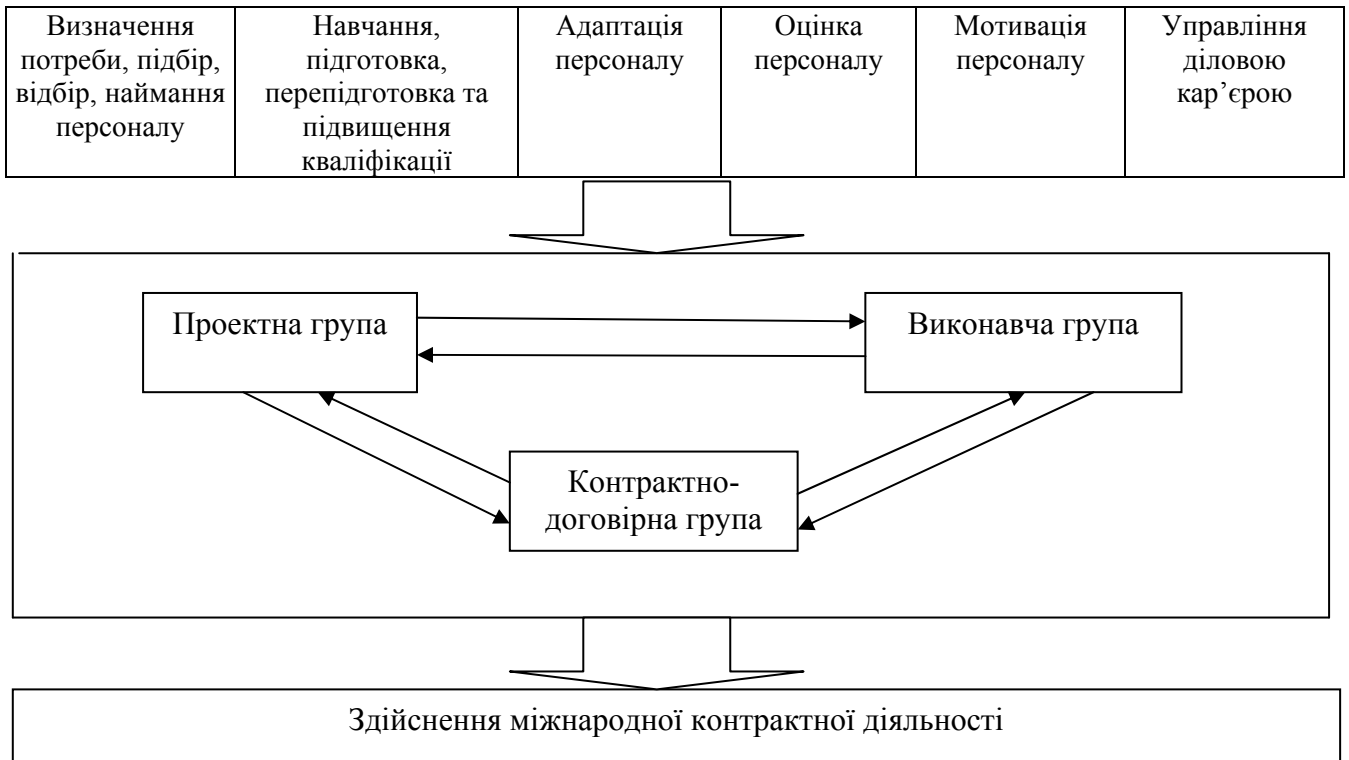 Визначення
потреби, підбір,
відбір, наймання
персоналу
Навчання,
підготовка,
перепідготовка та
підвищення
кваліфікації
Адаптація
персоналу
Оцінка
персоналу
Мотивація
персоналу
Управління
діловою
кар’єрою
Проектна група
Виконавча група
Контрактно-
договірна група
Здійснення міжнародної контрактної діяльності